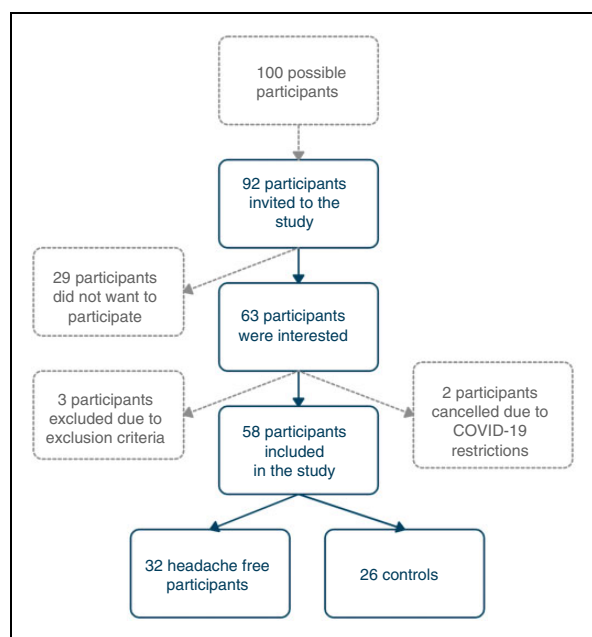 100 possible
participants
92 participants
invited to the
study
29 participants
did not want to
participate
63 participants
were interested
3 participants
excluded due to
exclusion criteria
2 participants
cancelled due to
COVID-19
restrictions
58 participants
included
in the study
32 headache free
participants
26 controls